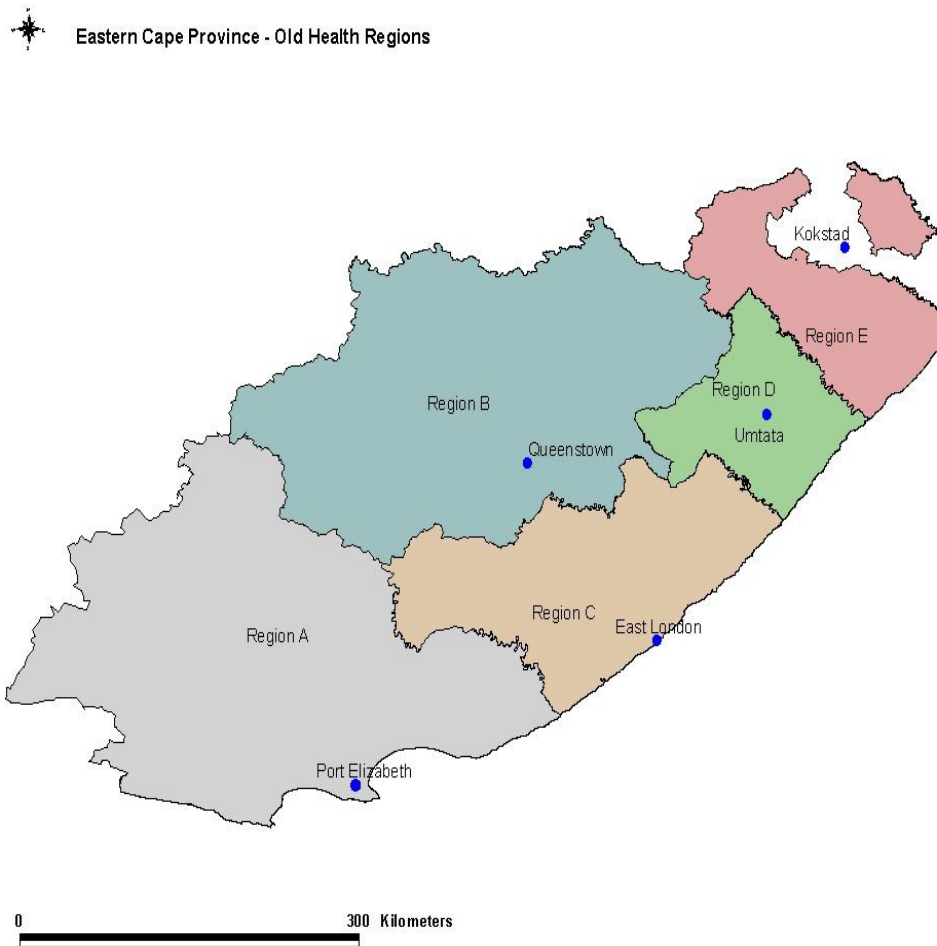 Eastern Cape Province - Old Health Regions
Kokstad
Region E
Region D
Region B
Umtata
Queenstown
Region C
East London
Region A
Port Elizabeth
0 300 Kilometers